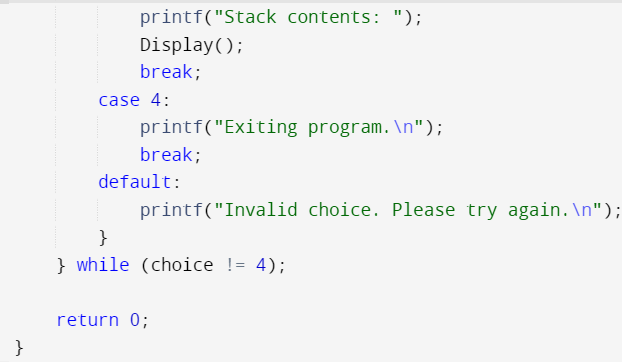 printf("Stack contents: ");
Display();
break;
case 4:
printf("Exiting program.\n");
break;
default:
printf("Invalid choice. Please try again.\n");
}
} while (choice != 4);
return 0;
}